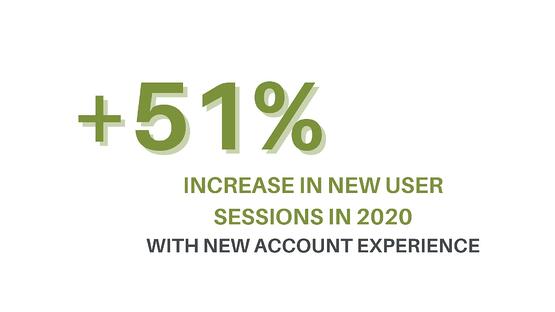 +51%
INCREASE IN NEW USER
SESSIONS IN 2020
WITH NEW ACCOUNT EXPERIENCE